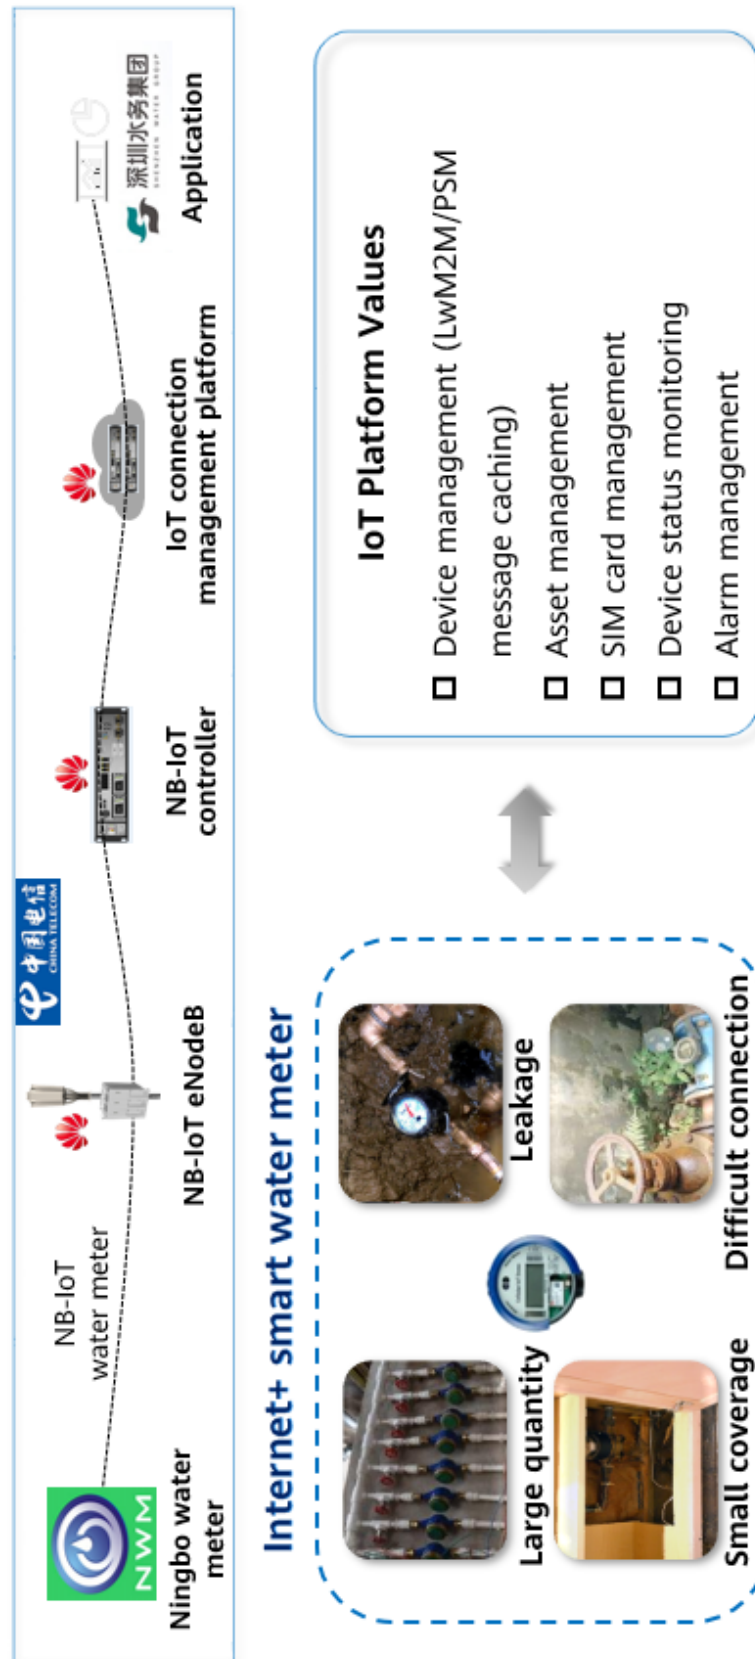 NWM
Ningbo water
meter
NB-IoT
water meter
NB-IoT eNodeB
中国电信
CHINA TELECOM
NB-IoT
controller
IoT connection
management platform
深圳水务集团
SHENZHEN WATER GROUP
Application
Internet+ smart water meter
Large quantity
Leakage
Small coverage
Difficult connection
IoT Platform Values
Device management (LwM2M/PSM
message caching)
Asset management
SIM card management
Device status monitoring
Alarm management